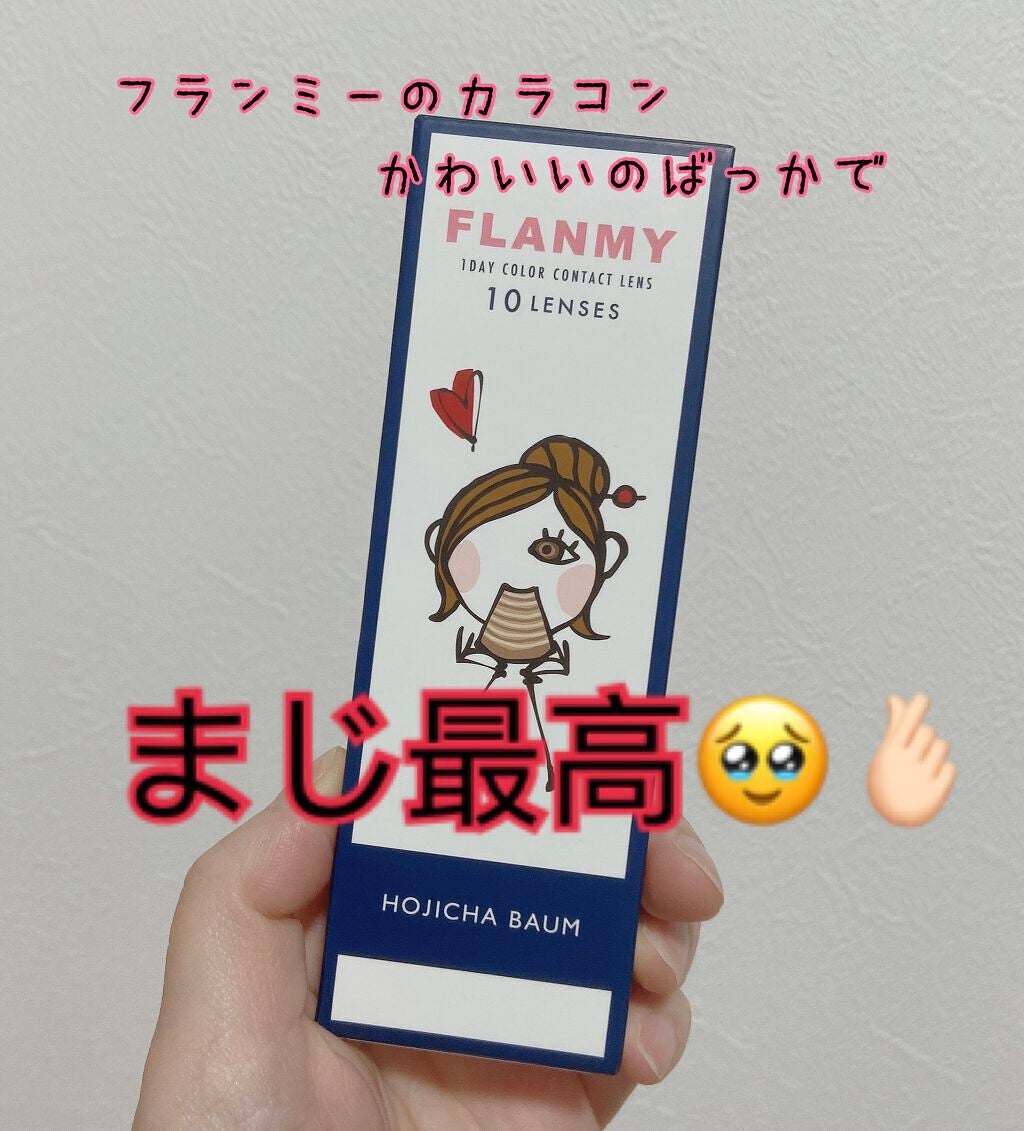 フランミーのカラコン
かわいいのばっかで
FLANMY
1DAY COLOR CONTACT LENS
10 LENSES
まじ最高🥹🫰🏻
HOJICHA BAUM